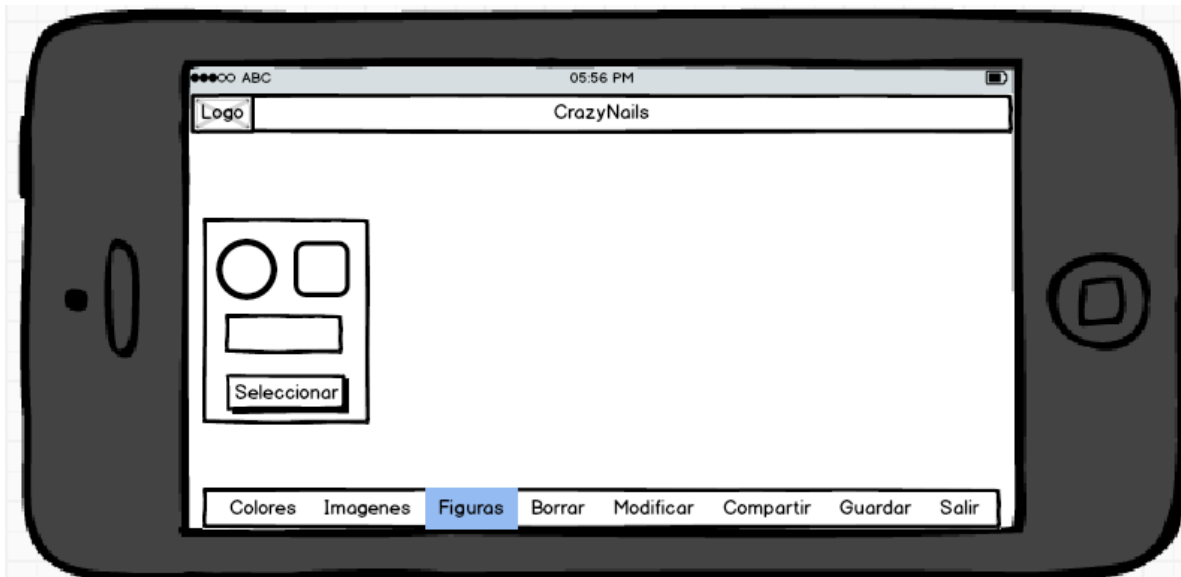 ABC 05:56 PM
Logo CrazyNails
Seleccionar
Colores Imagenes Figuras Borrar Modificar Compartir Guardar Salir